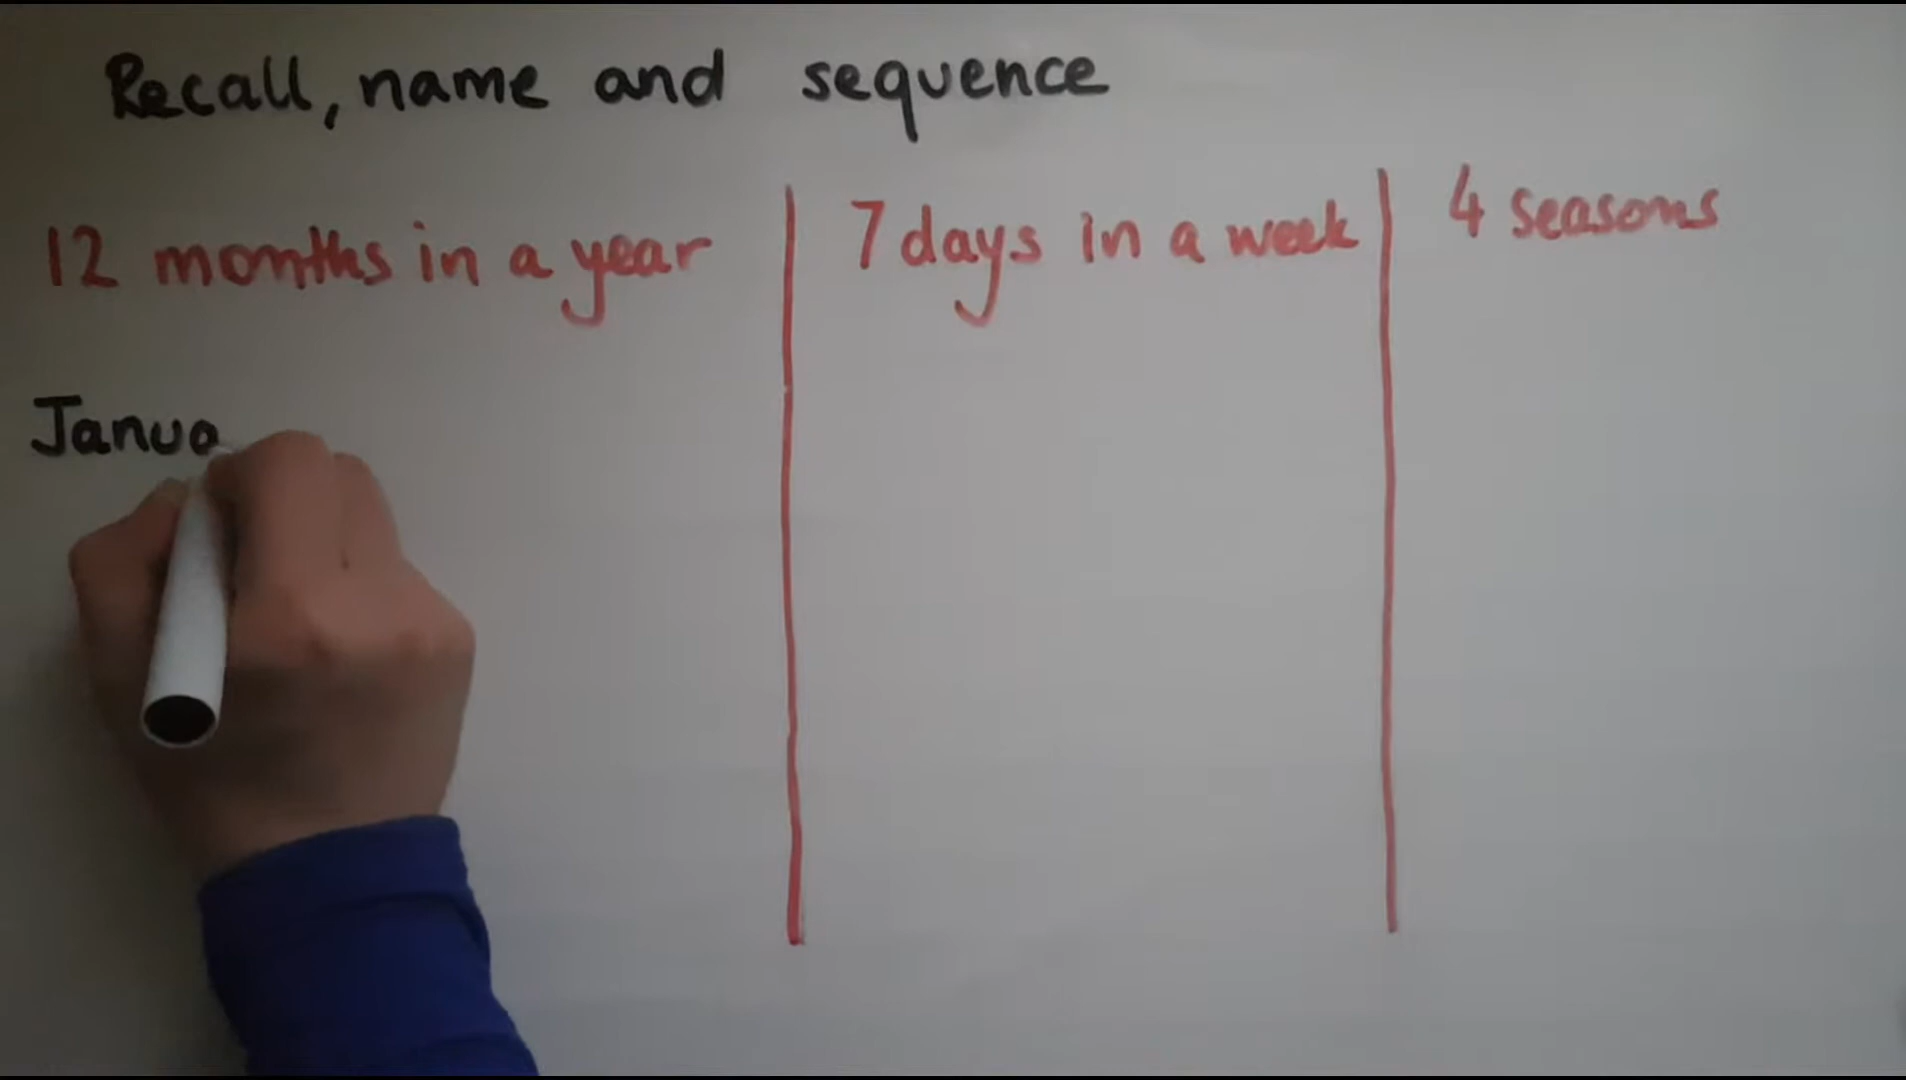 Recall, name and sequence
12 months in a year
7 days in a week
4 seasons
Janua